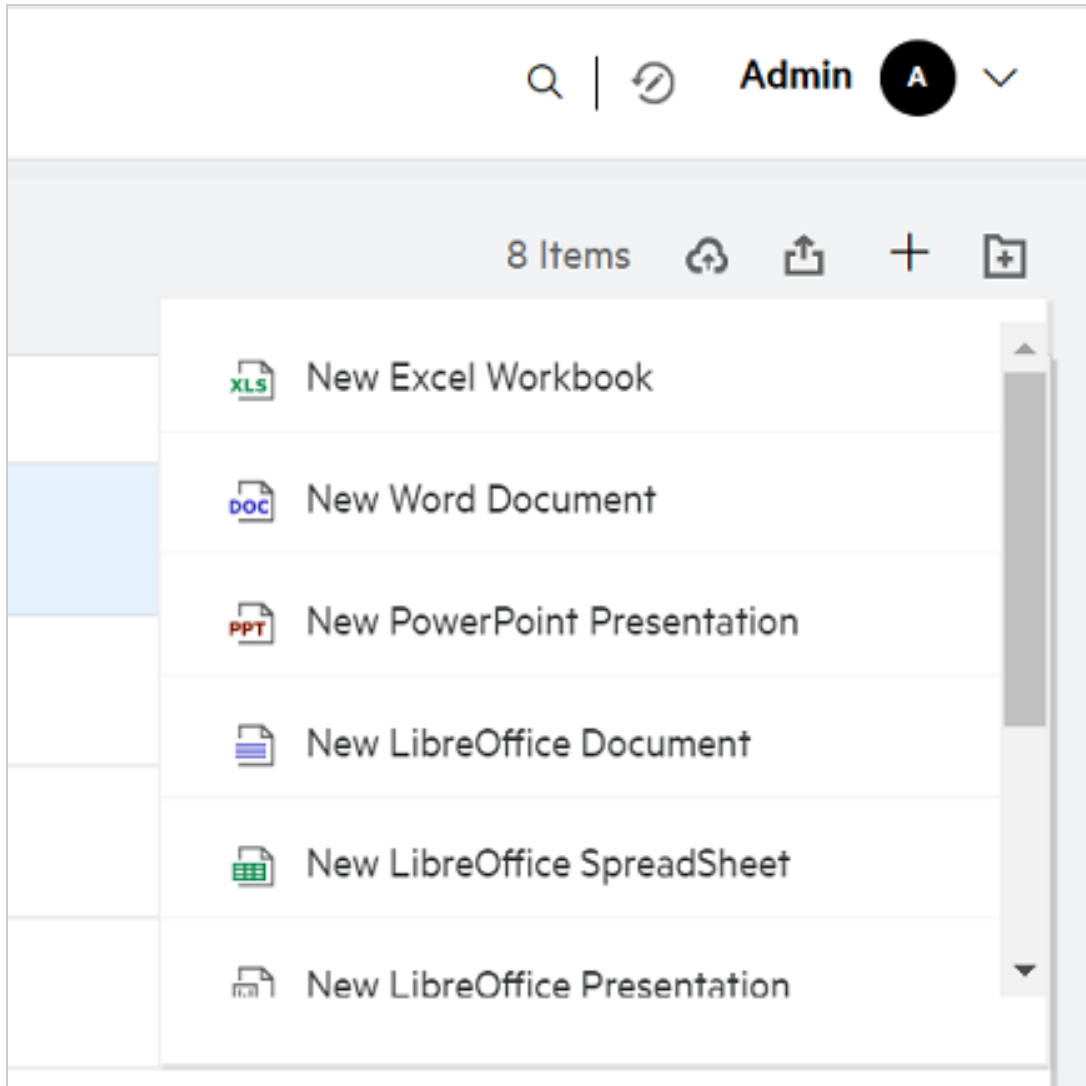 Admin A
8 Items
XLS New Excel Workbook
DOC New Word Document
PPT New PowerPoint Presentation
New LibreOffice Document
New LibreOffice SpreadSheet
New LibreOffice Presentation